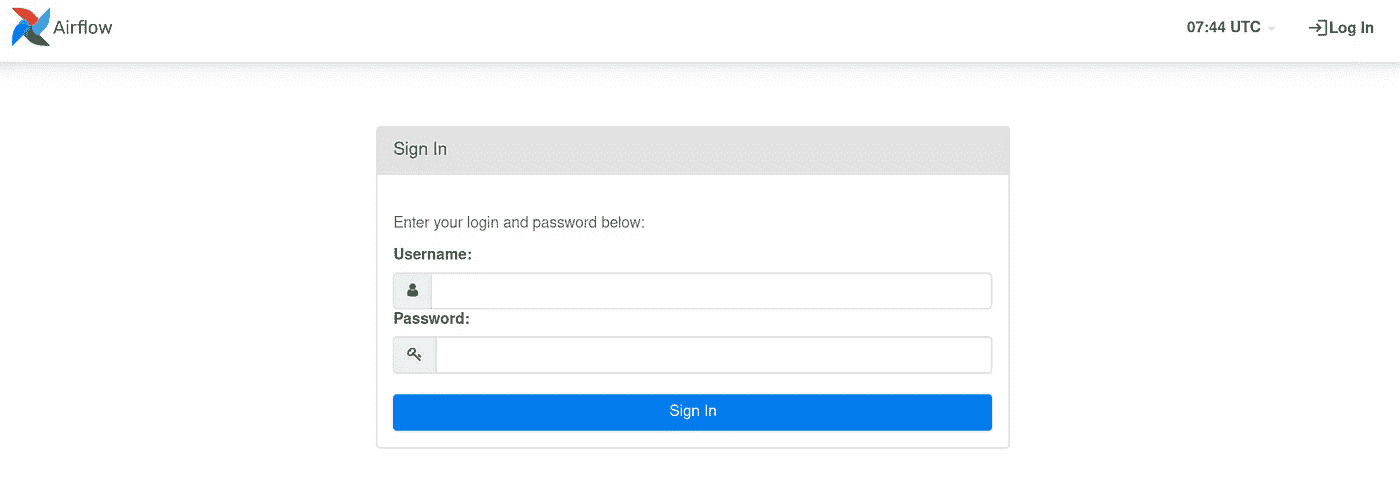 Airflow
07:44 UTC
Log In
Sign In
Enter your login and password below:
Username:
Password:
Sign In